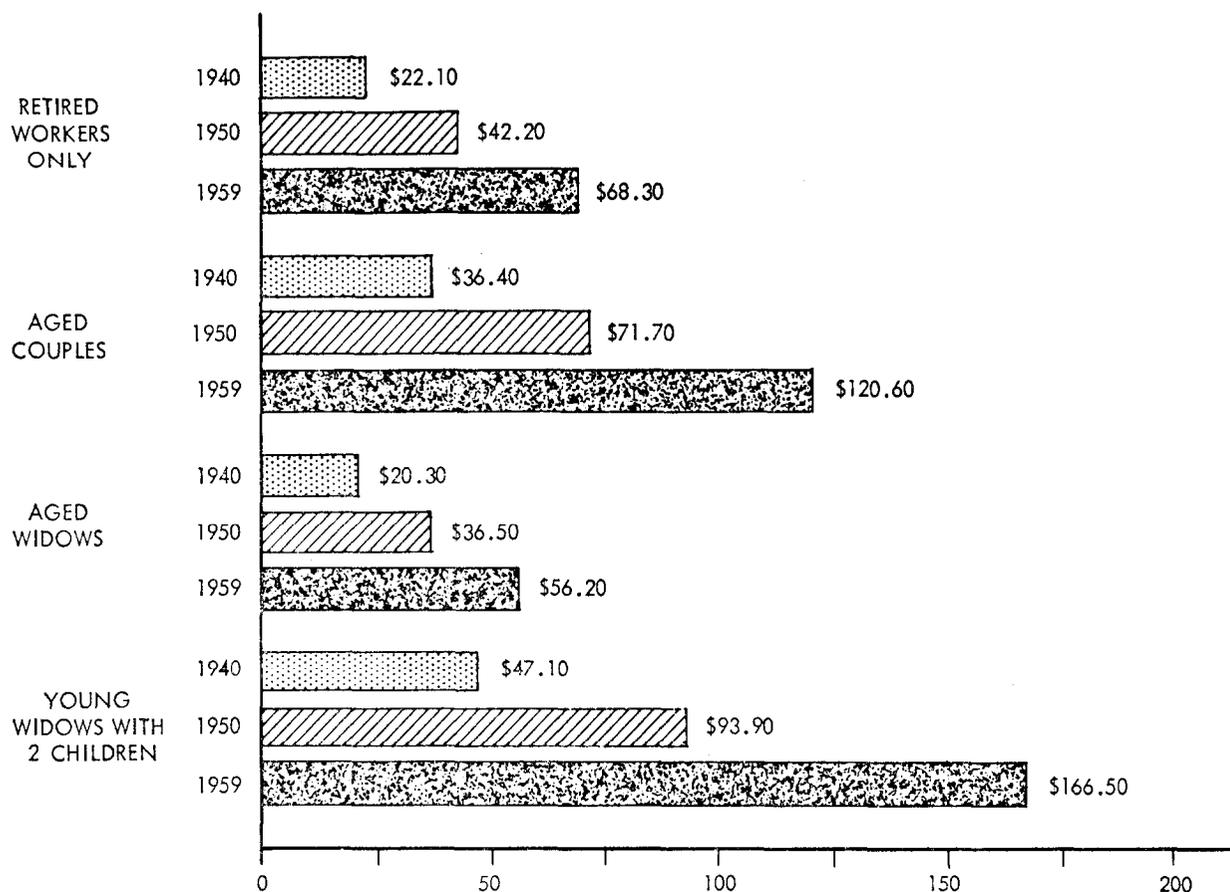 1940 $22.10
RETIRED
WORKERS
ONLY
1950 $42.20
1959 $68.30
1940 $36.40
AGED
COUPLES
1950 $71.70
1959 $120.60
1940 $20.30
AGED
WIDOWS
1950 $36.50
1959 $56.20
1940 $47.10
YOUNG
WIDOWS WITH
2 CHILDREN
1950 $93.90
1959 $166.50
0 50 100 150 200